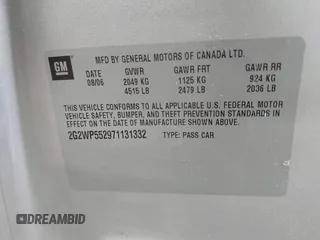 GM
MFD BY GENERAL MOTORS OF CANADA LTD.
DATE GVWR GAWR FRT GAWR RR
08/06 2049 KG 1125 KG 924 KG
4515 LB 2479 LB 2036 LB
THIS VEHICLE CONFORMS TO ALL APPLICABLE U.S. FEDERAL MOTOR
VEHICLE SAFETY, BUMPER, AND THEFT PREVENTION STANDARDS IN
EFFECT ON THE DATE OF MANUFACTURE SHOWN ABOVE.
2G2WP552971131332 TYPE: PASS CAR
DREAMBID